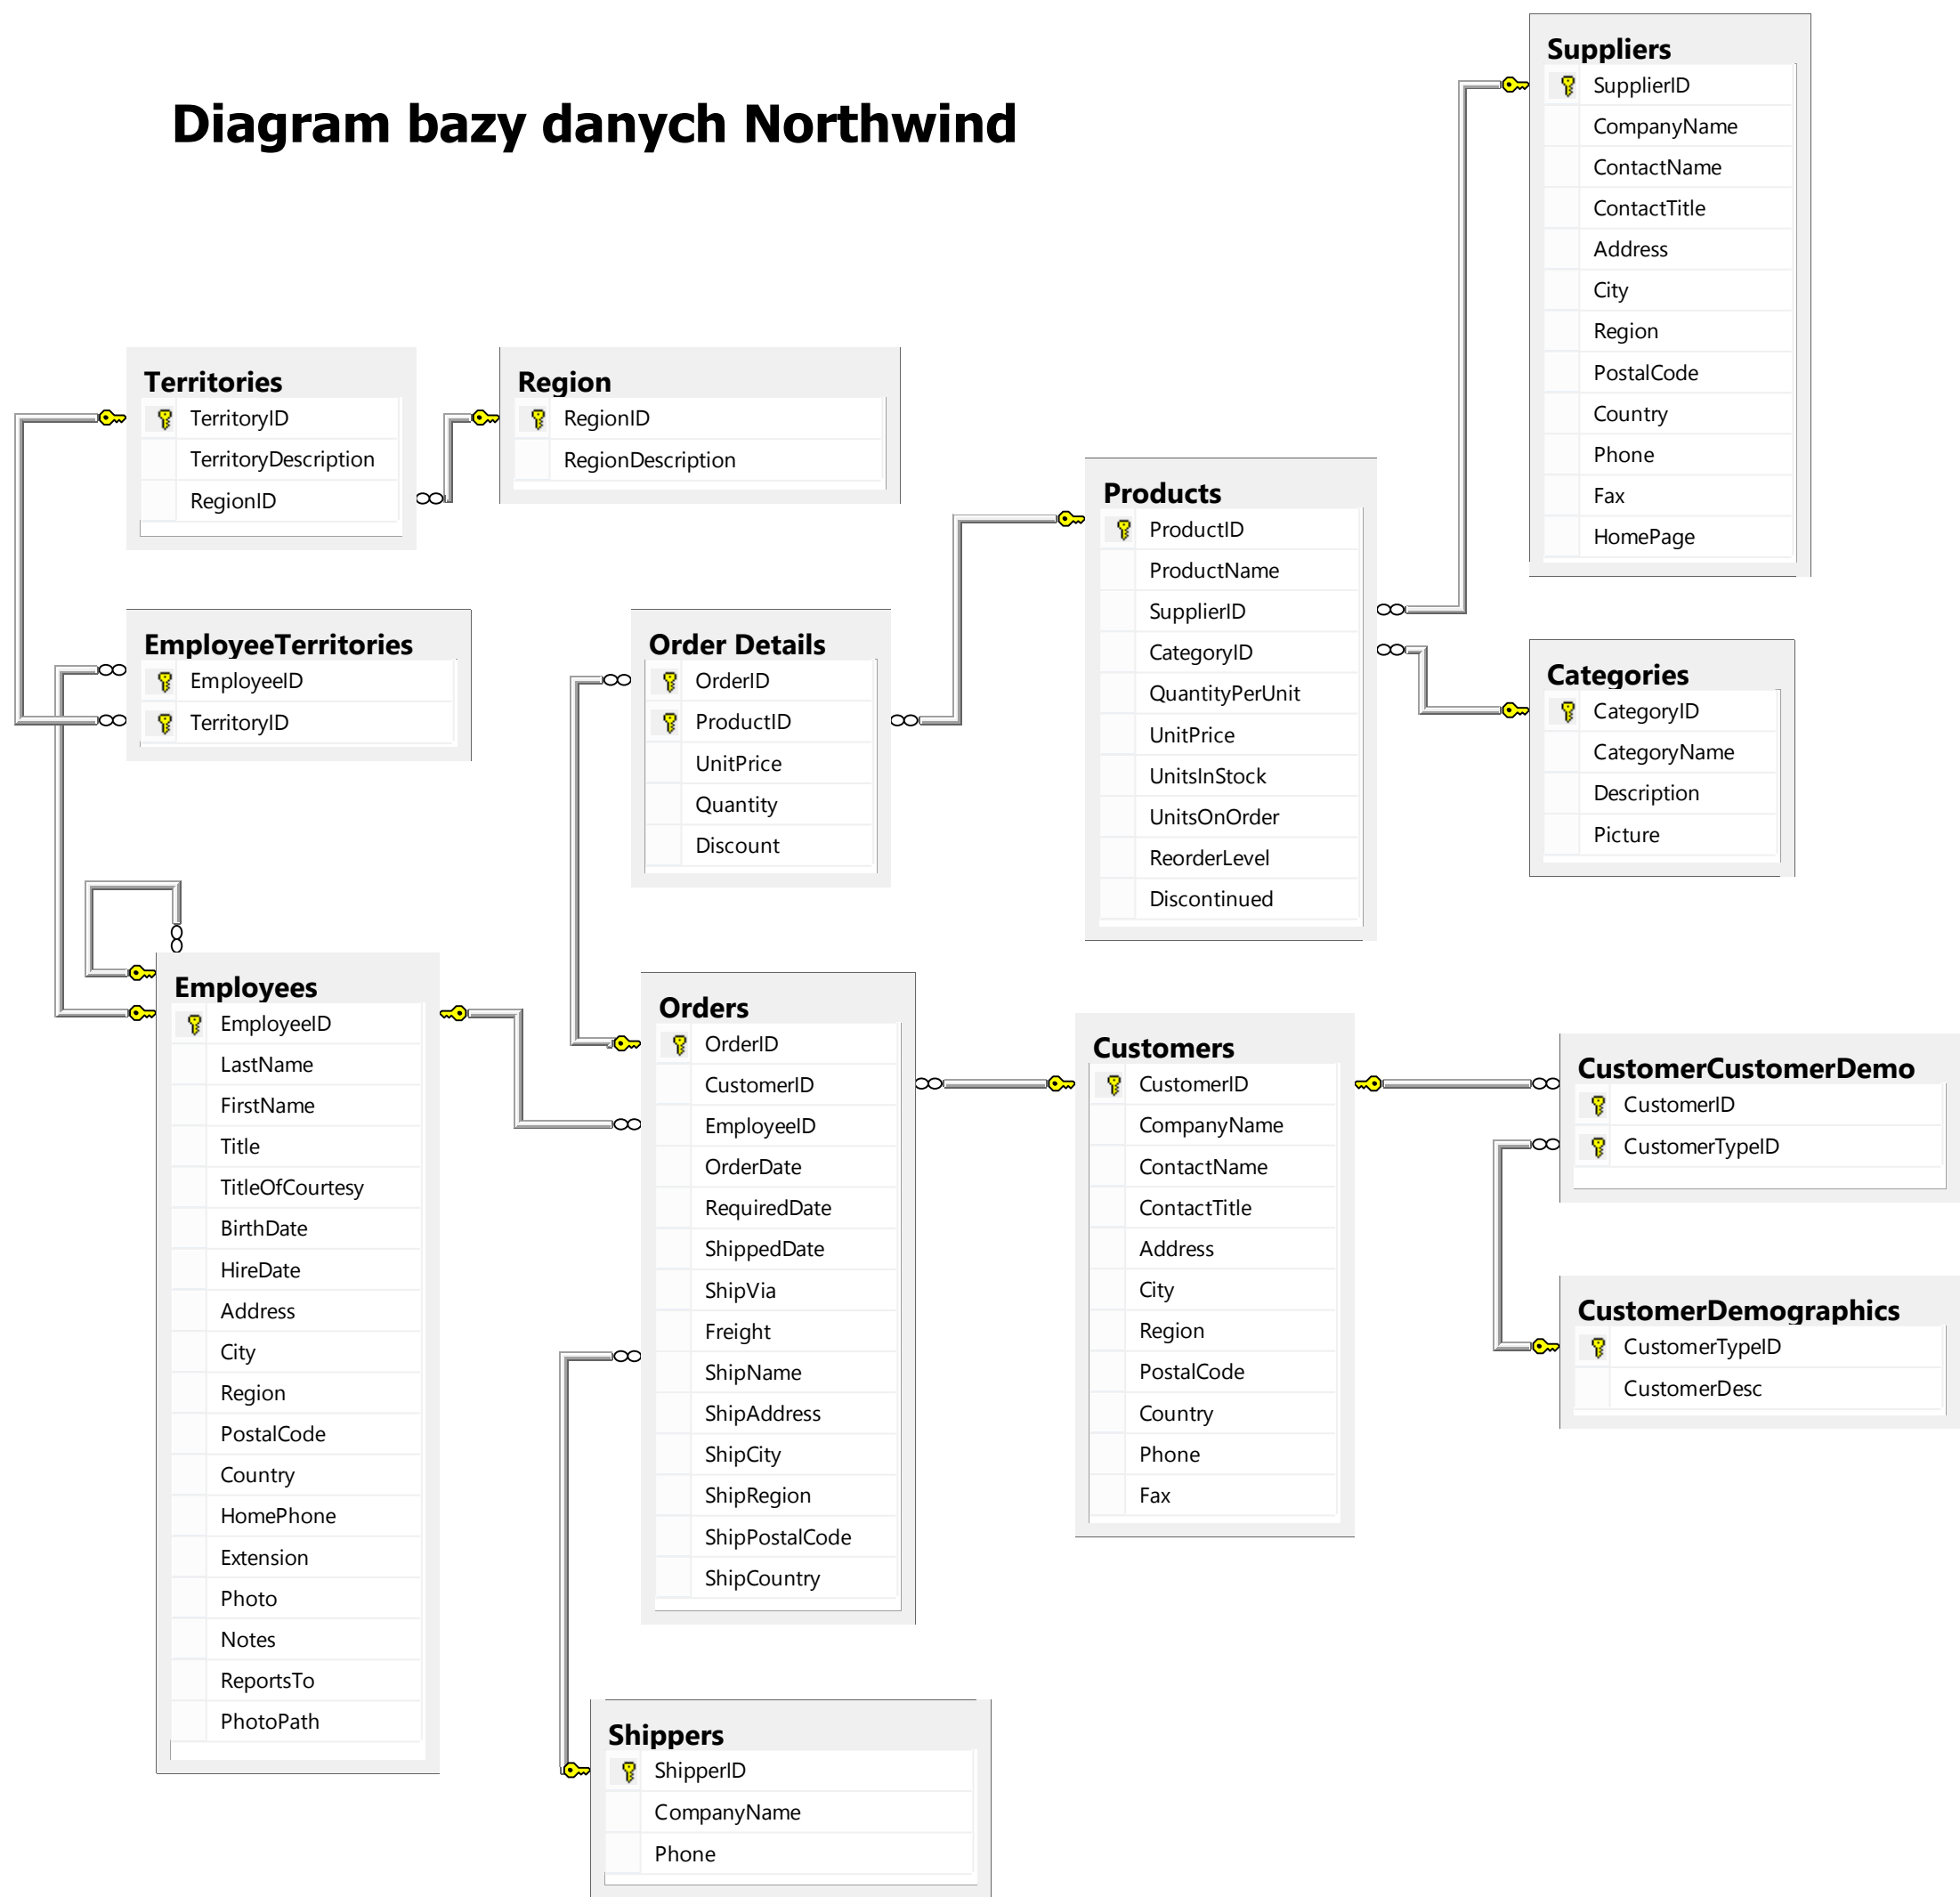 Diagram bazy danych Northwind
Suppliers
SupplierID
CompanyName
ContactName
ContactTitle
Address
City
Region
PostalCode
Country
Phone
Fax
HomePage
Territories
TerritoryID
TerritoryDescription
RegionID
Region
RegionID
RegionDescription
Products
ProductID
ProductName
SupplierID
CategoryID
QuantityPerUnit
UnitPrice
UnitsInStock
UnitsOnOrder
ReorderLevel
Discontinued
EmployeeTerritories
EmployeeID
TerritoryID
Order Details
OrderID
ProductID
UnitPrice
Quantity
Discount
Categories
CategoryID
CategoryName
Description
Picture
Employees
EmployeeID
LastName
FirstName
Title
TitleOfCourtesy
BirthDate
HireDate
Address
City
Region
PostalCode
Country
HomePhone
Extension
Photo
Notes
ReportsTo
PhotoPath
Orders
OrderID
CustomerID
EmployeeID
OrderDate
RequiredDate
ShippedDate
ShipVia
Freight
ShipName
ShipAddress
ShipCity
ShipRegion
ShipPostalCode
ShipCountry
Customers
CustomerID
CompanyName
ContactName
ContactTitle
Address
City
Region
PostalCode
Country
Phone
Fax
CustomerCustomerDemo
CustomerID
CustomerTypeID
CustomerDemographics
CustomerTypeID
CustomerDesc
Shippers
ShipperID
CompanyName
Phone